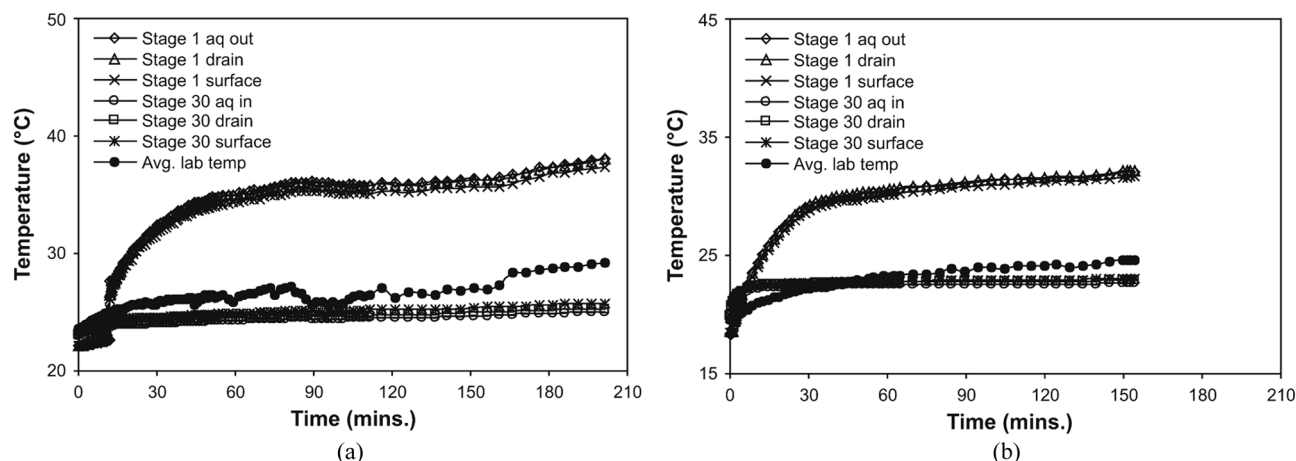 50
40
30
20
Temperature (°C)
Stage 1 aq out
Stage 1 drain
Stage 1 surface
Stage 30 aq in
Stage 30 drain
Stage 30 surface
Avg. lab temp
0 30 60 90 120 150 180 210
Time (mins.)
(a)
45
35
25
15
Temperature (°C)
Stage 1 aq out
Stage 1 drain
Stage 1 surface
Stage 30 aq in
Stage 30 drain
Stage 30 surface
Avg. lab temp
0 30 60 90 120 150 180 210
Time (mins.)
(b)